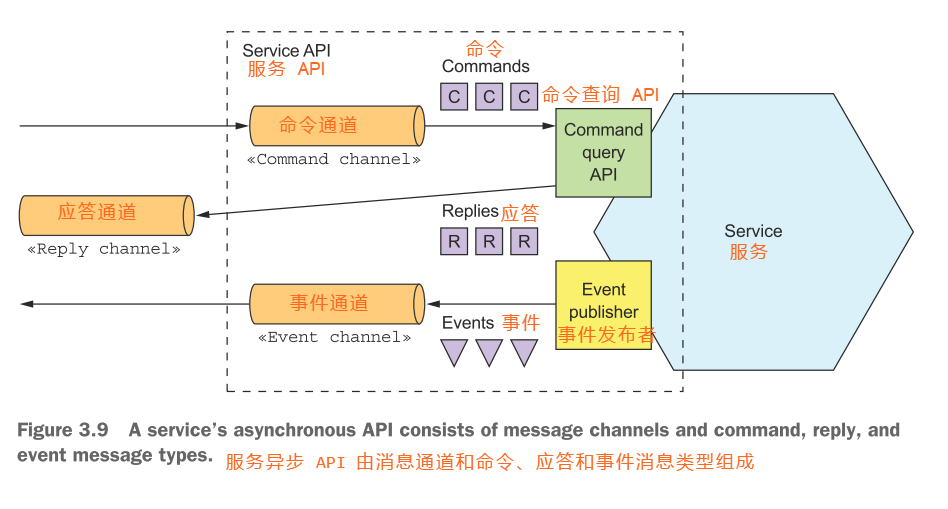 Service API
服务 API
命令
Commands
C C C
命令查询 API
命令通道
«Command channel»
Command
query
API
应答通道
«Reply channel»
Replies 应答
R R R
Service
服务
事件通道
«Event channel»
Events 事件
Event
publisher
事件发布者
Figure 3.9 A service's asynchronous API consists of message channels and command, reply, and
event message types. 服务异步 API 由消息通道和命令、应答和事件消息类型组成